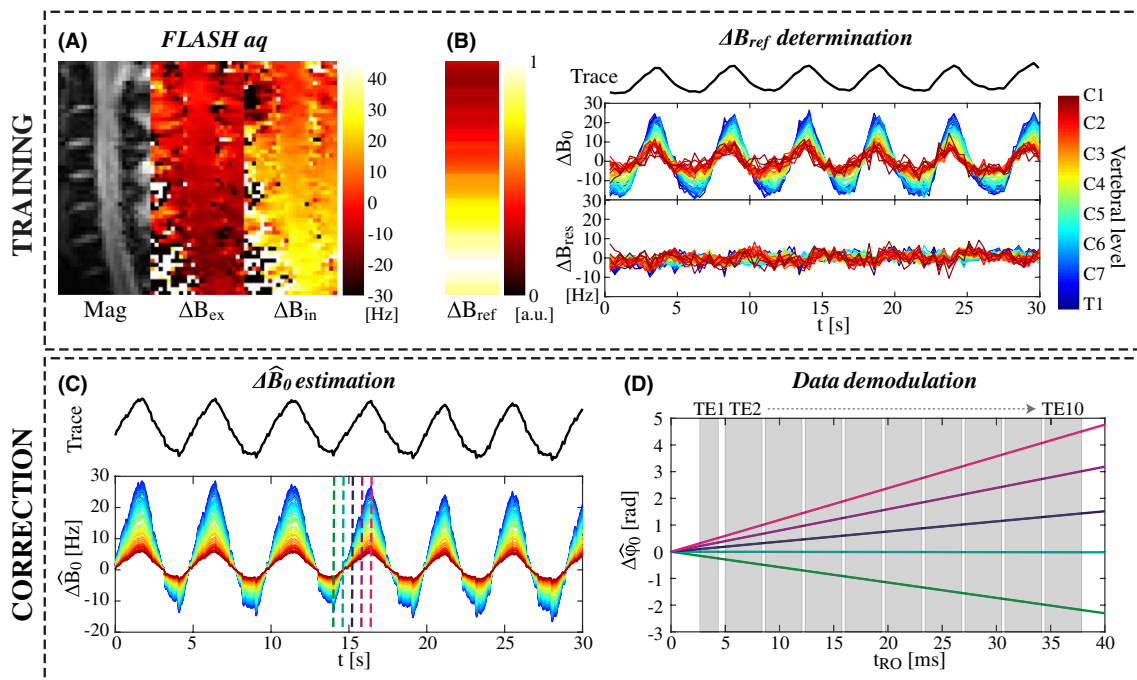 TRAINING
(A)
FLASH aq
40
30
20
10
0
-10
-20
-30
[Hz]
Mag
ΔBex
ΔBin
(B)
1
0
[a.u.]
ΔBref
ΔBref determination
Trace
30
20
10
0
-10
ΔB0
20
10
0
-10
[Hz]
ΔBres
0
5
10
15
20
25
30
t [s]
C1
C2
C3
C4
C5
C6
C7
T1
Vertebral level
CORRECTION
(C)
ΔB̂0 estimation
Trace
30
20
10
0
-10
-20
ΔB̂0 [Hz]
0
5
10
15
20
25
30
t [s]
(D)
Data demodulation
TE1 TE2
TE10
5
4
3
2
1
0
-1
-2
-3
Δφ̂0 [rad]
0
5
10
15
20
25
30
35
40
tRO [ms]